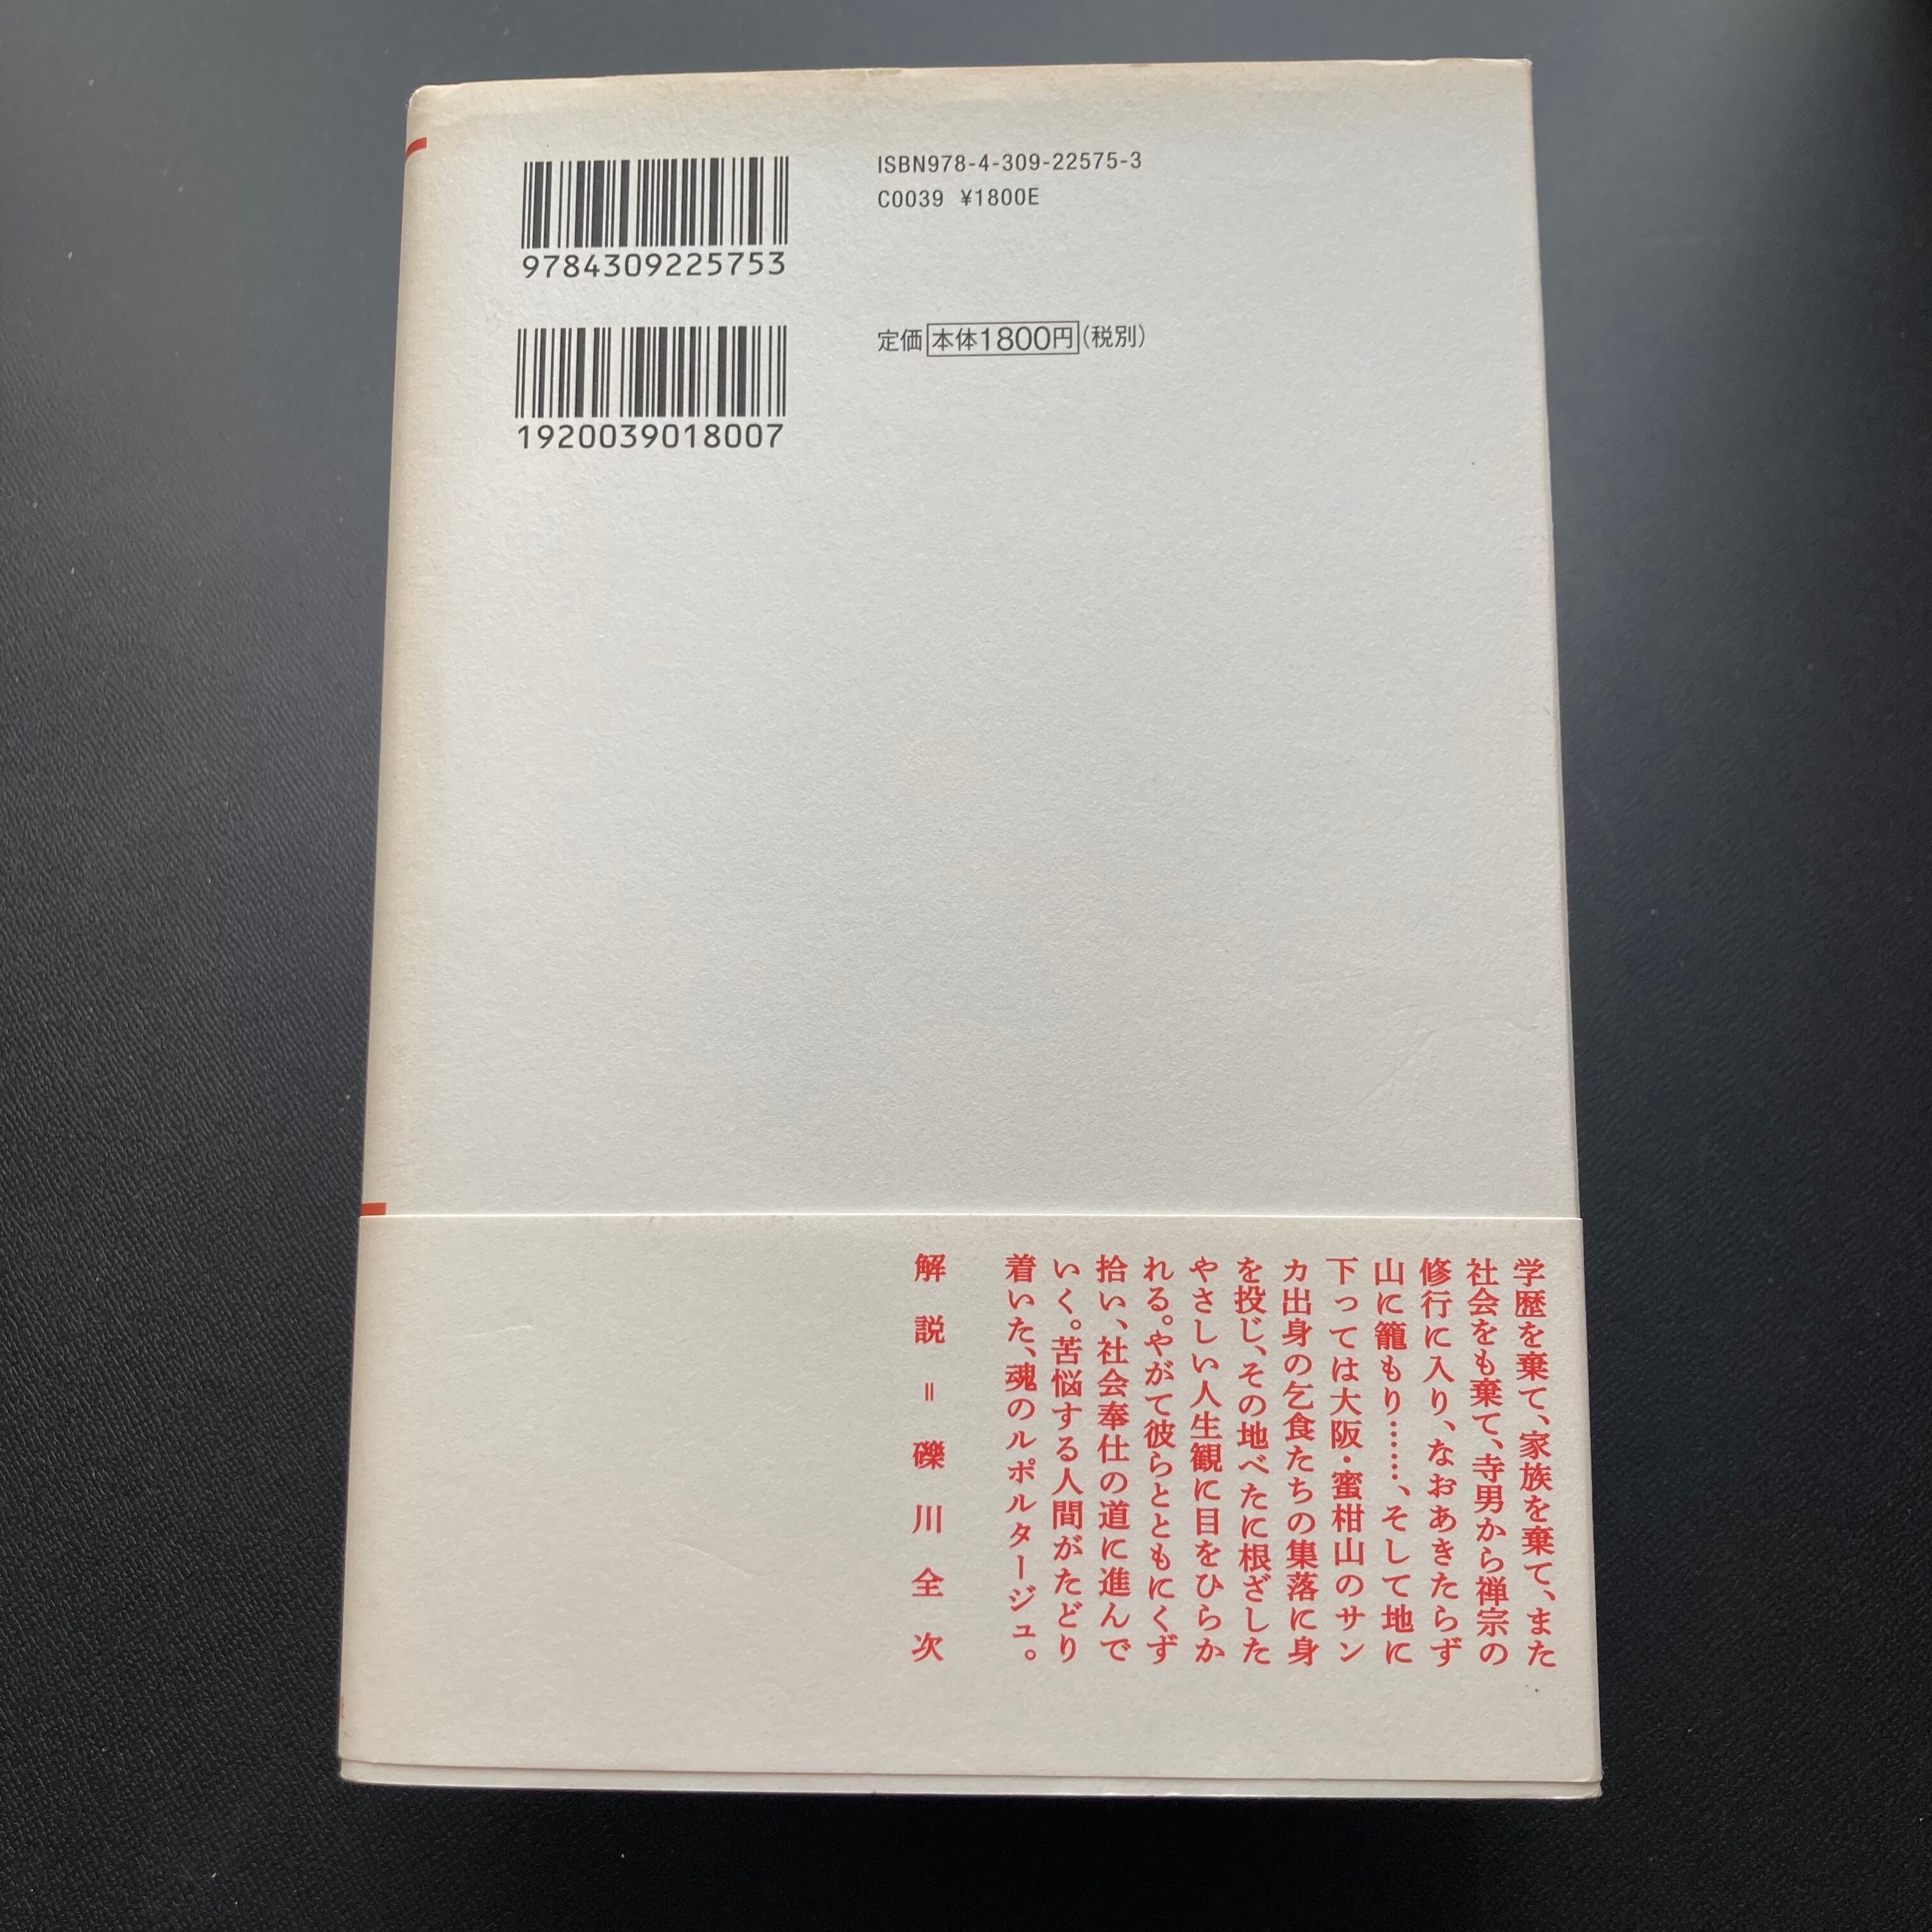 ISBN978-4-309-22575-3
C0039 ¥1800E
9784309225753
定価本体1800円(税別)
1920039018007
学歴を棄て、家族を棄て、また
社会をも棄て、寺男から禅宗の
修行に入り、なおあきたらず
山に籠もり……、そして地に
下っては大阪・蜜柑山のサン
カ出身の乞食たちの集落に身
を投じ、その地べたに根ざした
やさしい人生観に目をひらか
れる。やがて彼らとともにくず
拾い、社会奉仕の道に進んで
いく。苦悩する人間がたどり
着いた、魂のルポルタージュ。
解説=礫川全次